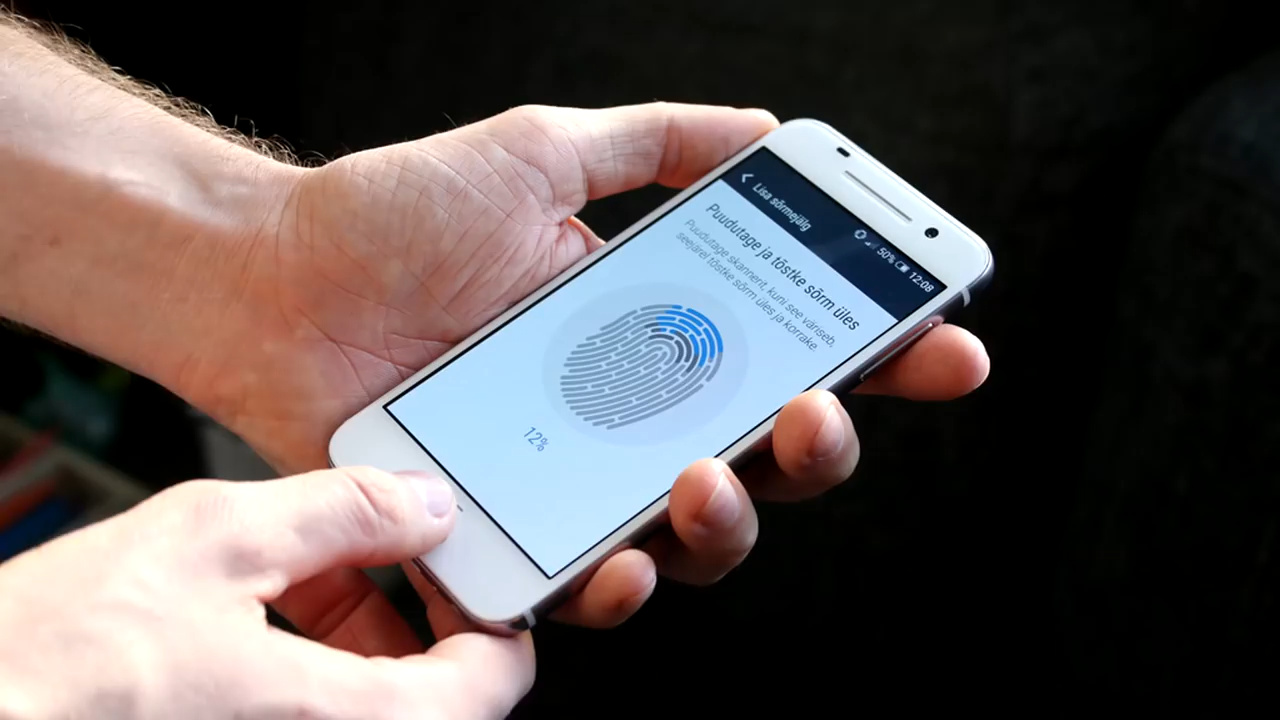 Lisa sõrmejälg
50% 12:08
Puudutage ja tõstke sõrm üles
Puudutage skannerit, kuni see väriseb,
seejärel tõstke sõrm üles ja korrake.
12%